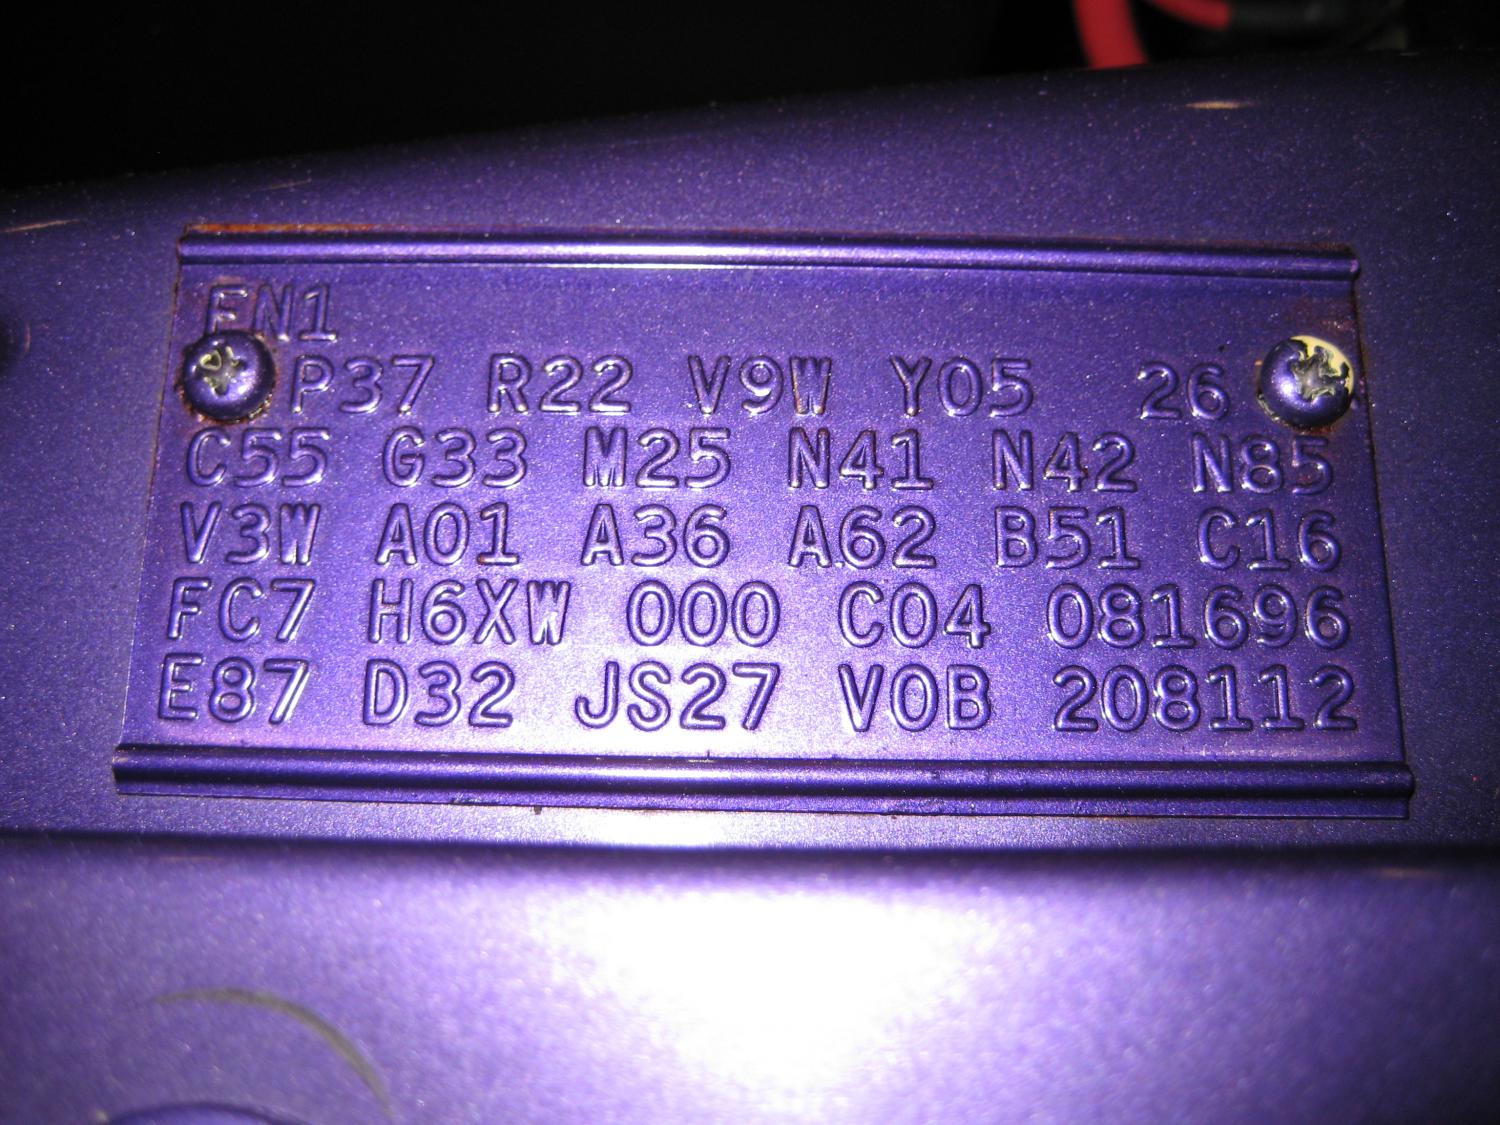 EN1
P37 R22 V9W Y05 26
C55 G33 M25 N41 N42 N85
V3W A01 A36 A62 B51 C16
FC7 H6XW 000 C04 081696
E87 D32 JS27 V0B 208112